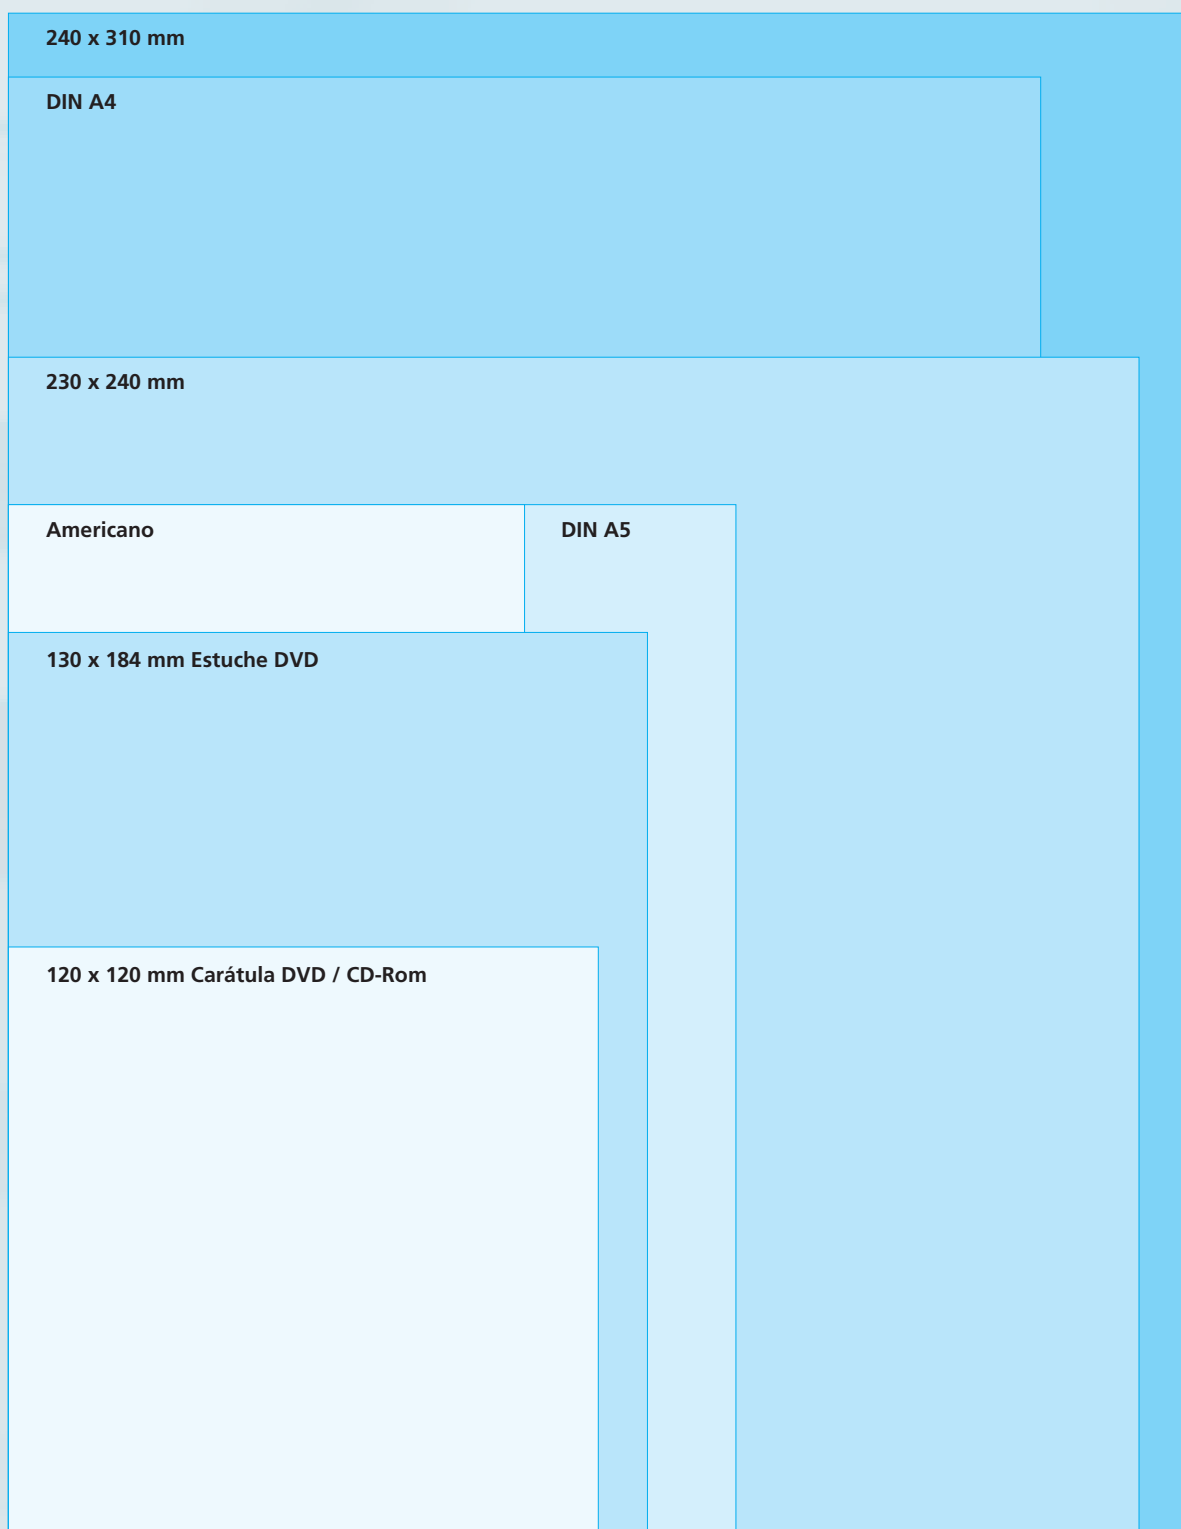 240 x 310 mm
DIN A4
230 x 240 mm
Americano
DIN A5
130 x 184 mm Estuche DVD
120 x 120 mm Carátula DVD / CD-Rom